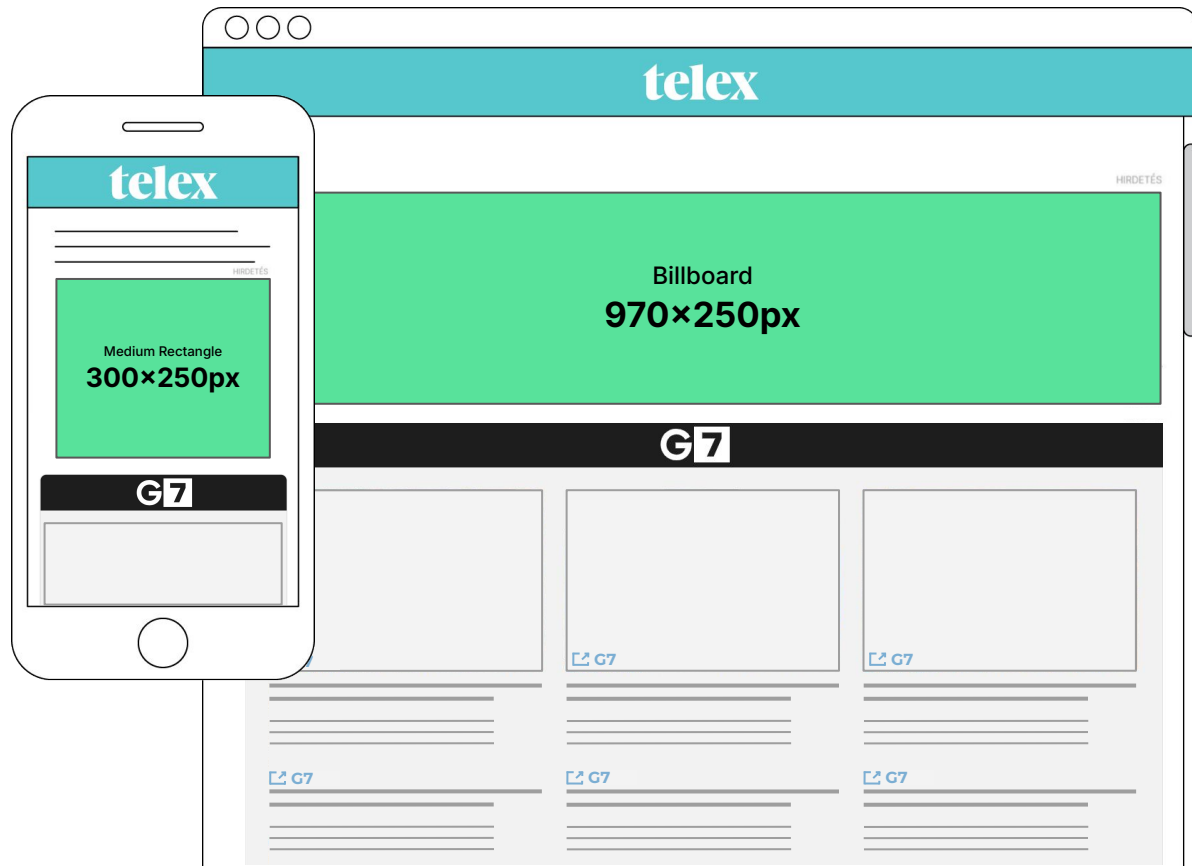 telex
HIRDETÉS
Billboard
970×250px
G7
G7
G7
G7
G7
G7
telex
HIRDETÉS
Medium Rectangle
300×250px
G7